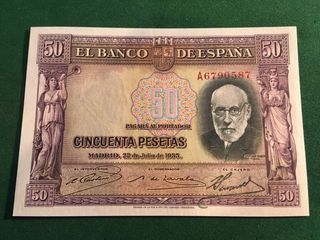 50 50
EL BANCO DE ESPAÑA
A6790587
50
PAGARÁ AL PORTADOR
CINCUENTA PESETAS
MADRID, 22 de Julio de 1935.
EL INTERVENTOR EL GOBERNADOR EL CAJERO
50 50